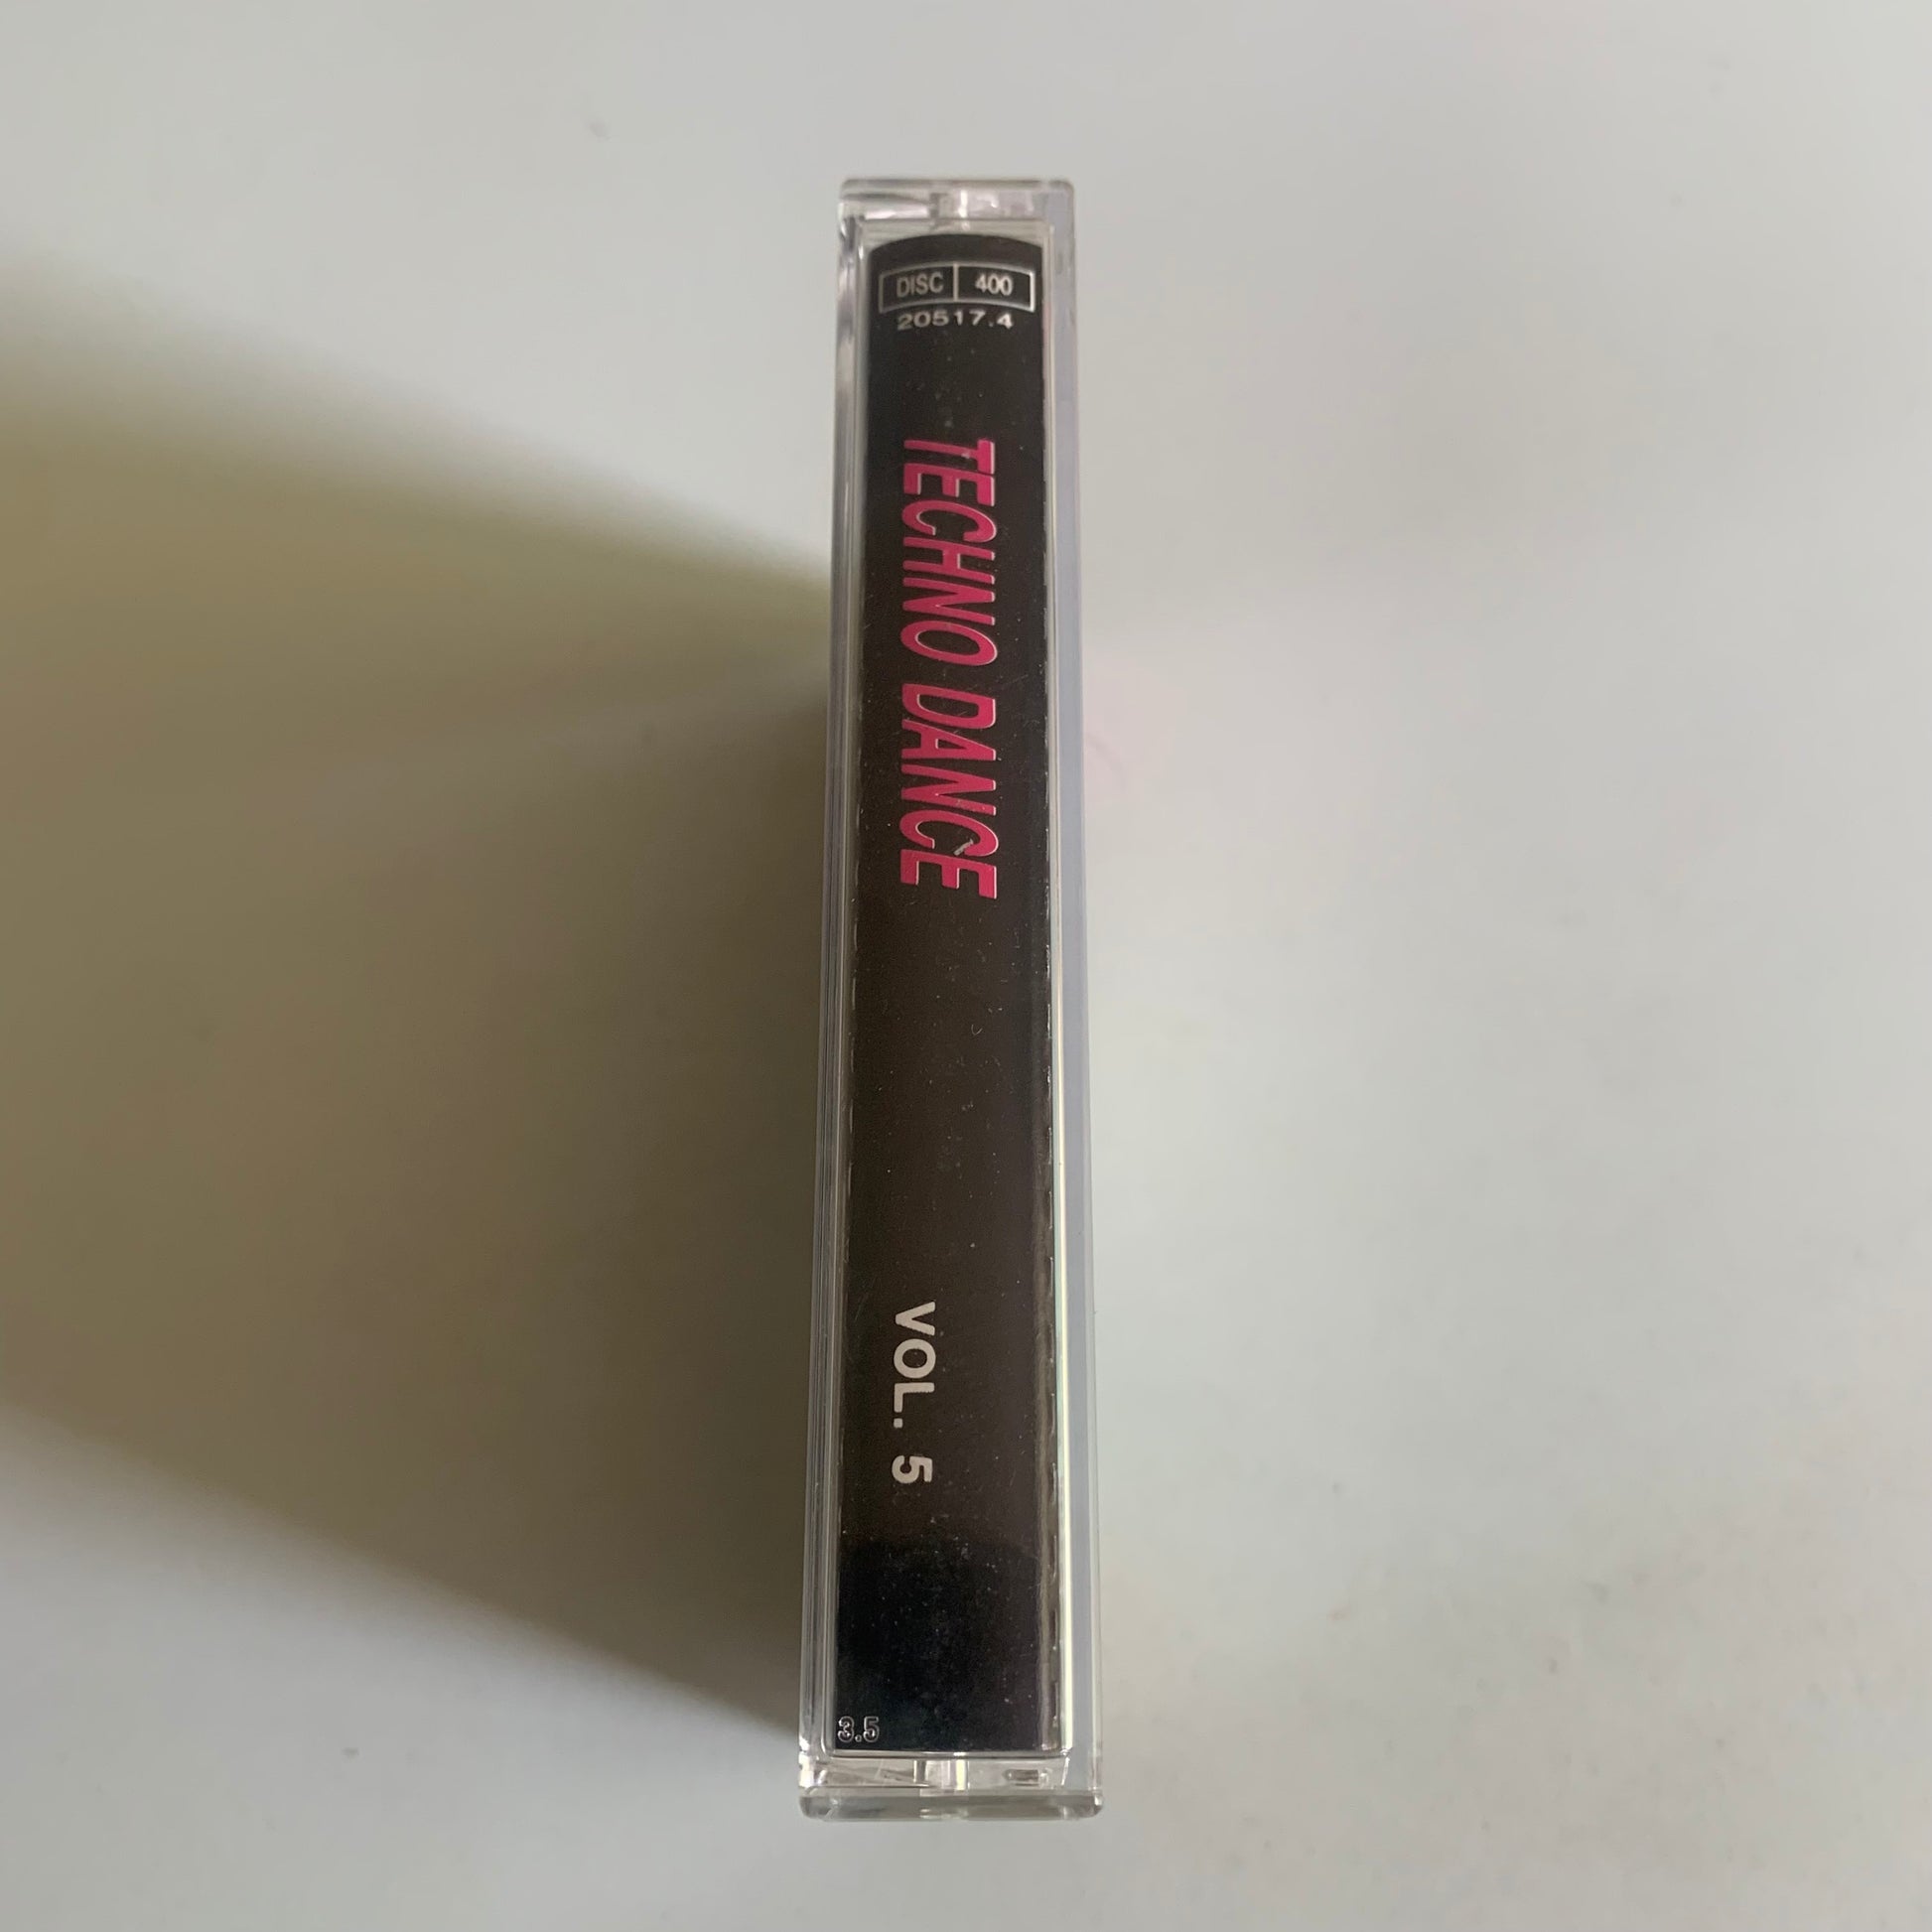 DISC 400
20517.4
TECHNO DANCE
VOL. 5
3.5